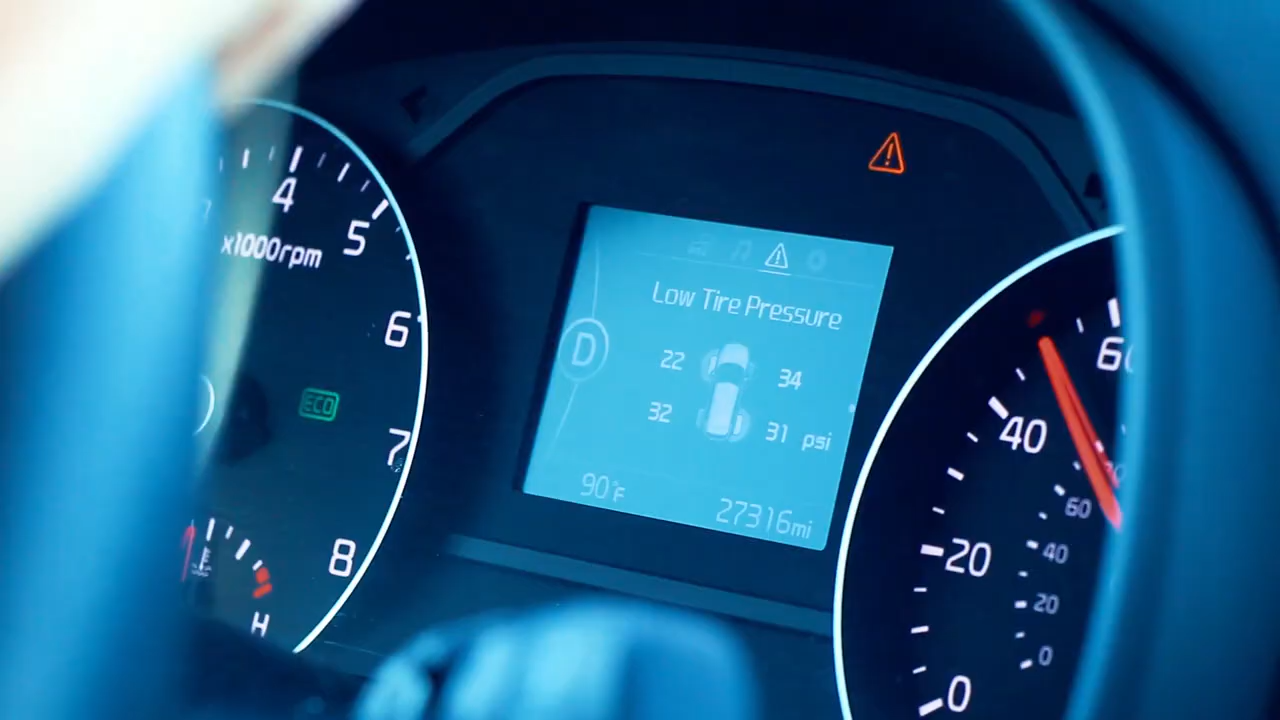 4
5
x1000rpm
6
ECO
7
8
H
Low Tire Pressure
D
22 34
32 31 psi
90°F
27316mi
60
40
20
0
60
40
20
0